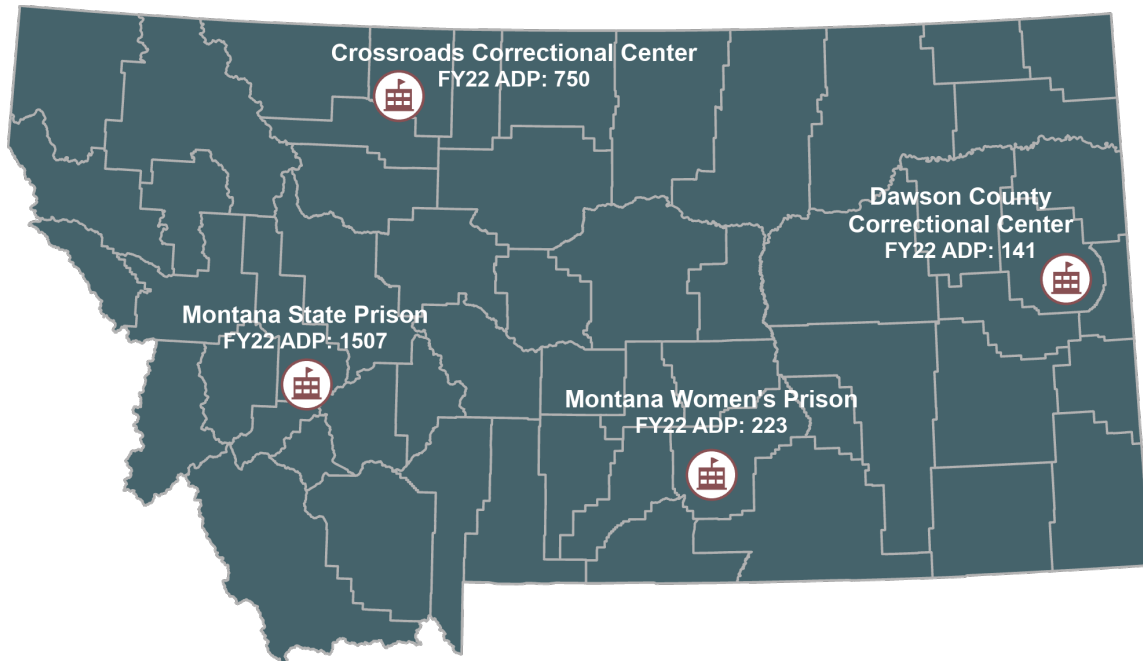 Crossroads Correctional Center
FY22 ADP: 750
Dawson County
Correctional Center
FY22 ADP: 141
Montana State Prison
FY22 ADP: 1507
Montana Women's Prison
FY22 ADP: 223